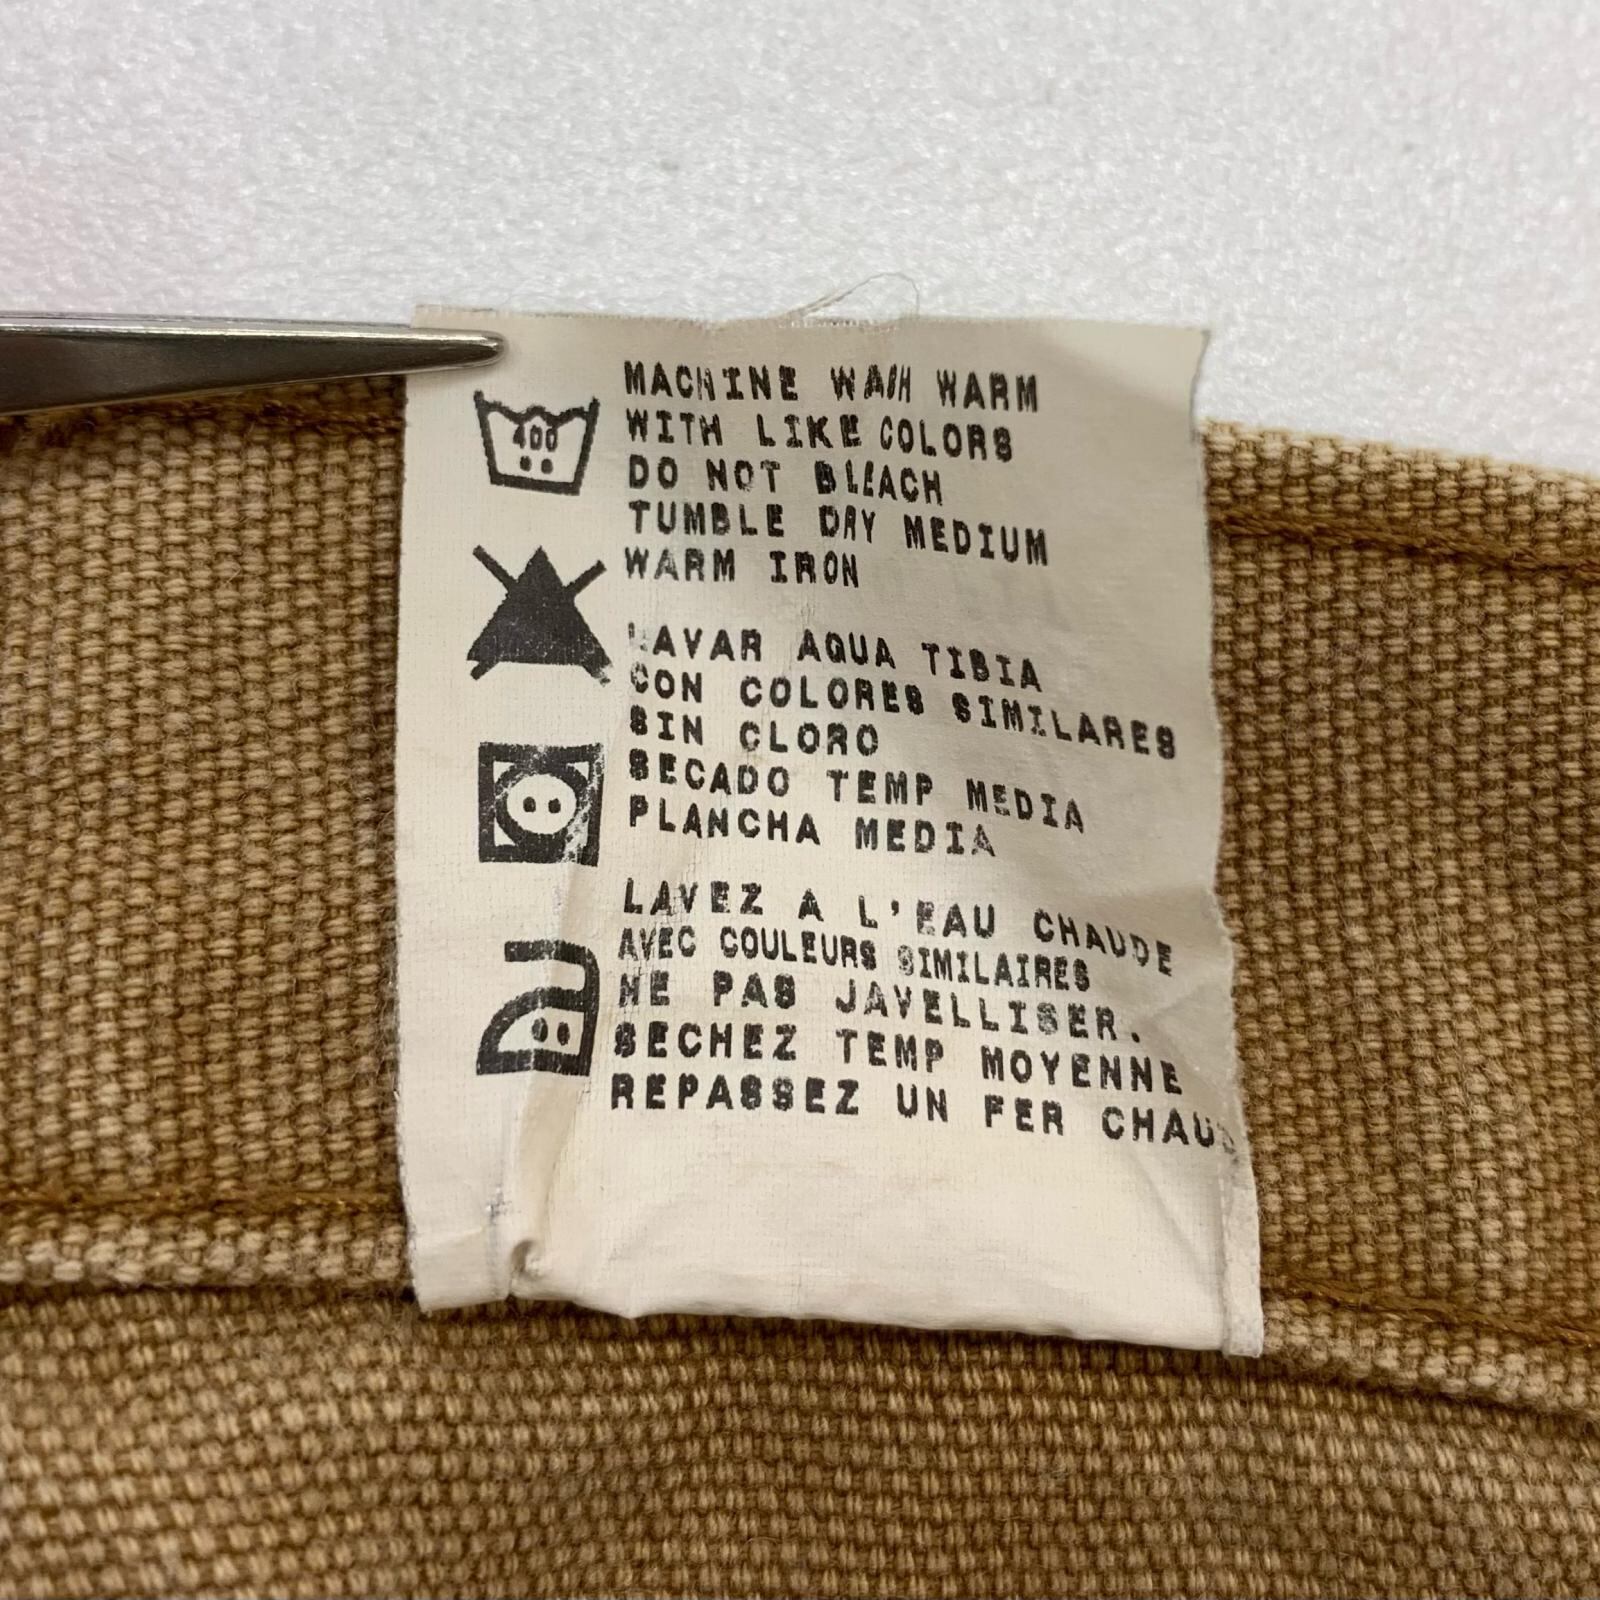 MACHINE WASH WARM
WITH LIKE COLORS
DO NOT BLEACH
TUMBLE DRY MEDIUM
WARM IRON
LAVAR AGUA TIBIA
CON COLORES SIMILARES
SIN CLORO
SECADO TEMP MEDIA
PLANCHA MEDIA
LAVEZ A L'EAU CHAUDE
AVEC COULEURS SIMILAIRES
NE PAS JAVELLISER.
SECHEZ TEMP MOYENNE
REPASSEZ UN FER CHAUD